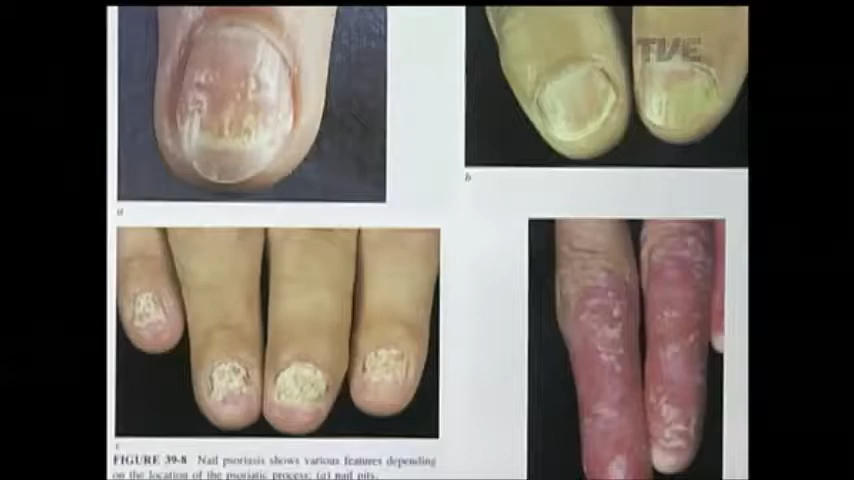 TVE
a
b
c
FIGURE 39-8 Nail psoriasis shows various features depending
on the location of the psoriatic process: (a) nail pits.